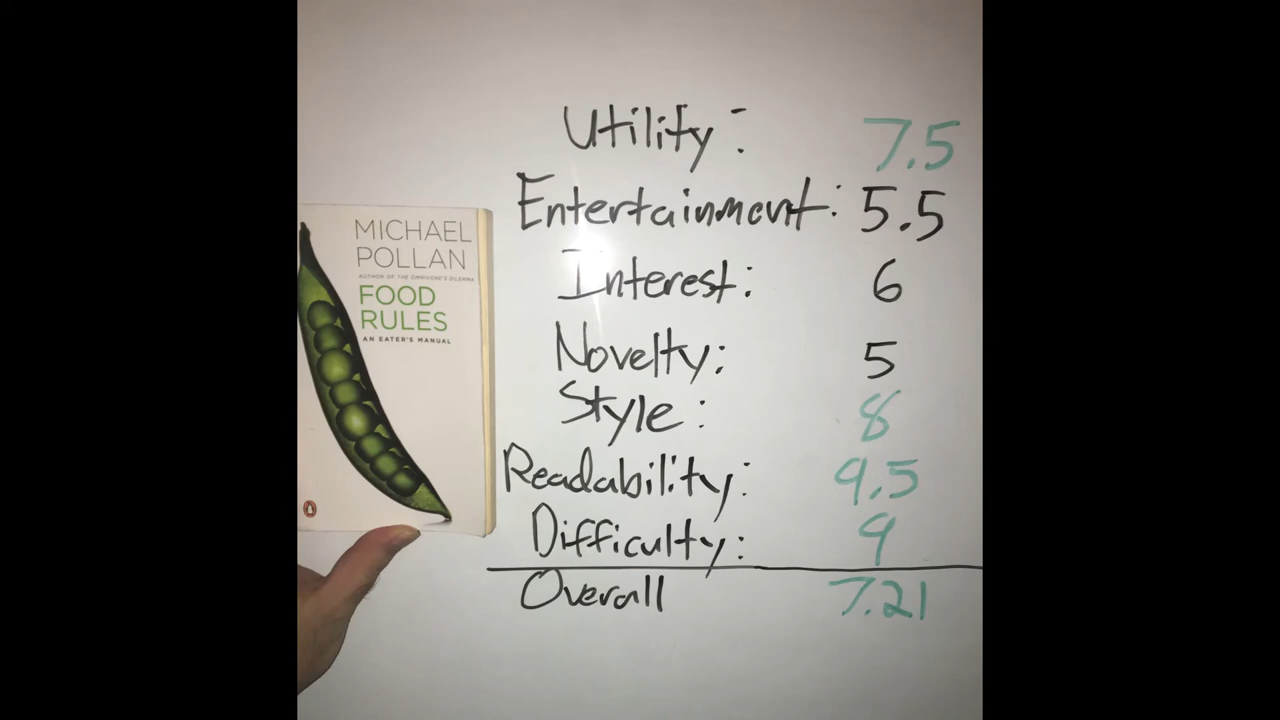 MICHAEL
POLLAN
AUTHOR OF THE OMNIVORE'S DILEMMA
FOOD
RULES
AN EATER'S MANUAL
Utility: 7.5
Entertainment: 5.5
Interest: 6
Novelty: 5
Style: 8
Readability: 9.5
Difficulty: 9
Overall 7.21